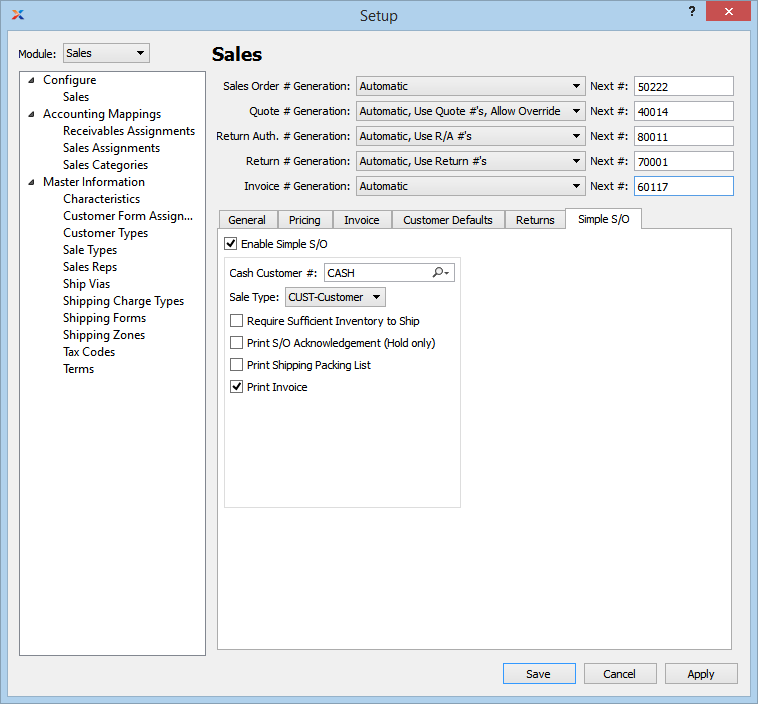 Setup
?
Module: Sales
Configure
Sales
Accounting Mappings
Receivables Assignments
Sales Assignments
Sales Categories
Master Information
Characteristics
Customer Form Assign...
Customer Types
Sale Types
Sales Reps
Ship Vias
Shipping Charge Types
Shipping Forms
Shipping Zones
Tax Codes
Terms
Sales
Sales Order # Generation: Automatic Next #: 50222
Quote # Generation: Automatic, Use Quote #'s, Allow Override Next #: 40014
Return Auth. # Generation: Automatic, Use R/A #'s Next #: 80011
Return # Generation: Automatic, Use Return #'s Next #: 70001
Invoice # Generation: Automatic Next #: 60117
General Pricing Invoice Customer Defaults Returns Simple S/O
Enable Simple S/O
Cash Customer #: CASH
Sale Type: CUST-Customer
Require Sufficient Inventory to Ship
Print S/O Acknowledgement (Hold only)
Print Shipping Packing List
Print Invoice
Save Cancel Apply